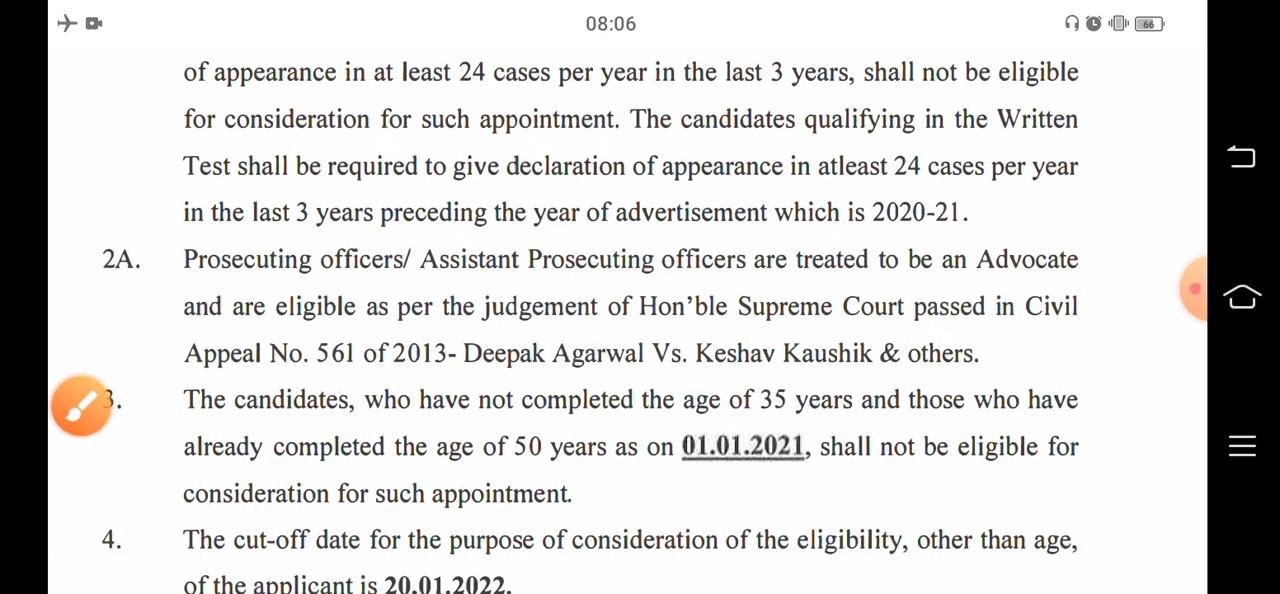 08:06
66
of appearance in at least 24 cases per year in the last 3 years, shall not be eligible
for consideration for such appointment. The candidates qualifying in the Written
Test shall be required to give declaration of appearance in atleast 24 cases per year
in the last 3 years preceding the year of advertisement which is 2020-21.
2A. Prosecuting officers/ Assistant Prosecuting officers are treated to be an Advocate
and are eligible as per the judgement of Hon’ble Supreme Court passed in Civil
Appeal No. 561 of 2013- Deepak Agarwal Vs. Keshav Kaushik & others.
3. The candidates, who have not completed the age of 35 years and those who have
already completed the age of 50 years as on 01.01.2021, shall not be eligible for
consideration for such appointment.
4. The cut-off date for the purpose of consideration of the eligibility, other than age,
of the applicant is 20.01.2022.